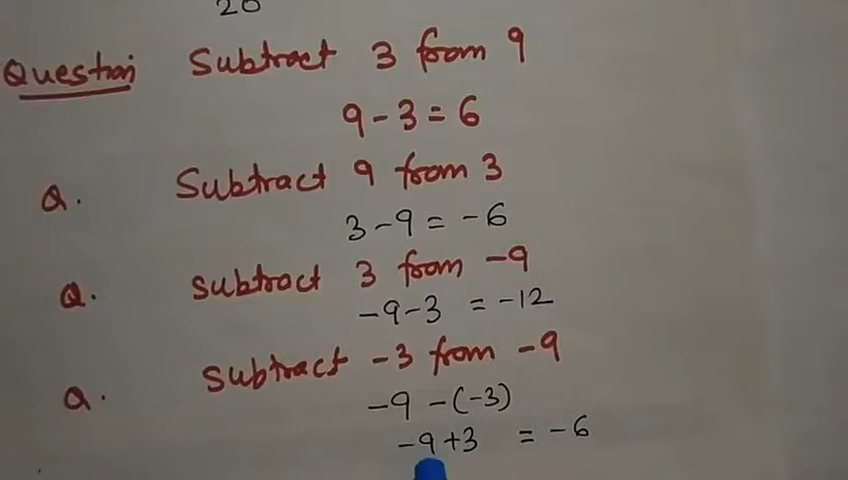 20
Question Subtract 3 from 9
9-3=6
Q. Subtract 9 from 3
3-9=-6
Q. Subtract 3 from -9
-9-3 =-12
Q. Subtract -3 from -9
-9-(-3)
-9+3 =-6